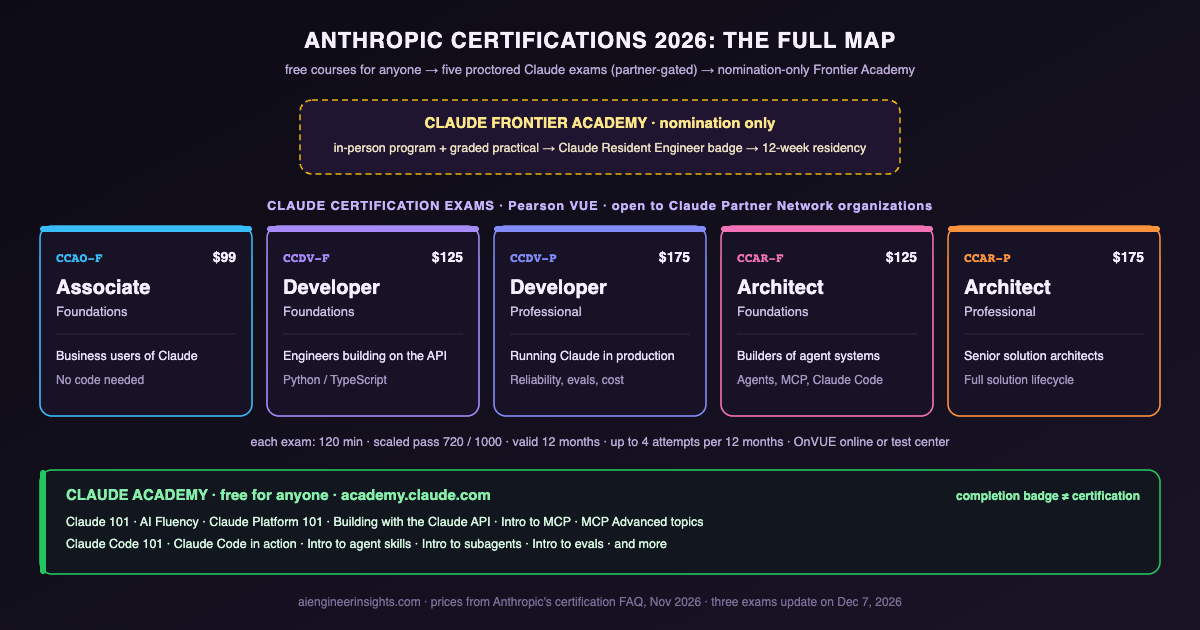 ANTHROPIC CERTIFICATIONS 2026: THE FULL MAP
free courses for anyone → five proctored Claude exams (partner-gated) → nomination-only Frontier Academy
CLAUDE FRONTIER ACADEMY · nomination only
in-person program + graded practical → Claude Resident Engineer badge → 12-week residency
CLAUDE CERTIFICATION EXAMS · Pearson VUE · open to Claude Partner Network organizations
CCAO-F $99
Associate
Foundations
Business users of Claude
No code needed
CCDV-F $125
Developer
Foundations
Engineers building on the API
Python / TypeScript
CCDV-P $175
Developer
Professional
Running Claude in production
Reliability, evals, cost
CCAR-F $125
Architect
Foundations
Builders of agent systems
Agents, MCP, Claude Code
CCAR-P $175
Architect
Professional
Senior solution architects
Full solution lifecycle
each exam: 120 min · scaled pass 720 / 1000 · valid 12 months · up to 4 attempts per 12 months · OnVUE online or test center
CLAUDE ACADEMY · free for anyone · academy.claude.com
completion badge ≠ certification
Claude 101 · AI Fluency · Claude Platform 101 · Building with the Claude API · Intro to MCP · MCP Advanced topics
Claude Code 101 · Claude Code in action · Intro to agent skills · Intro to subagents · Intro to evals · and more
aiengineerinsights.com · prices from Anthropic's certification FAQ, Nov 2026 · three exams update on Dec 7, 2026